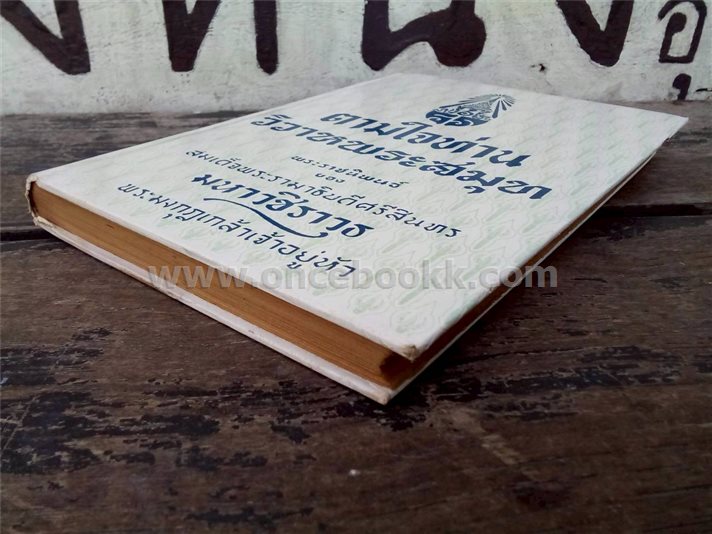 ตามใจท่าน
วิวาหพระสมุท
พระราชนิพนธ์
ของ
สมเด็จพระรามาธิบดีศรีสินทร
มหาวชิราวุธ
พระมงกุฎเกล้าเจ้าอยู่หัว
www.oncebookk.com